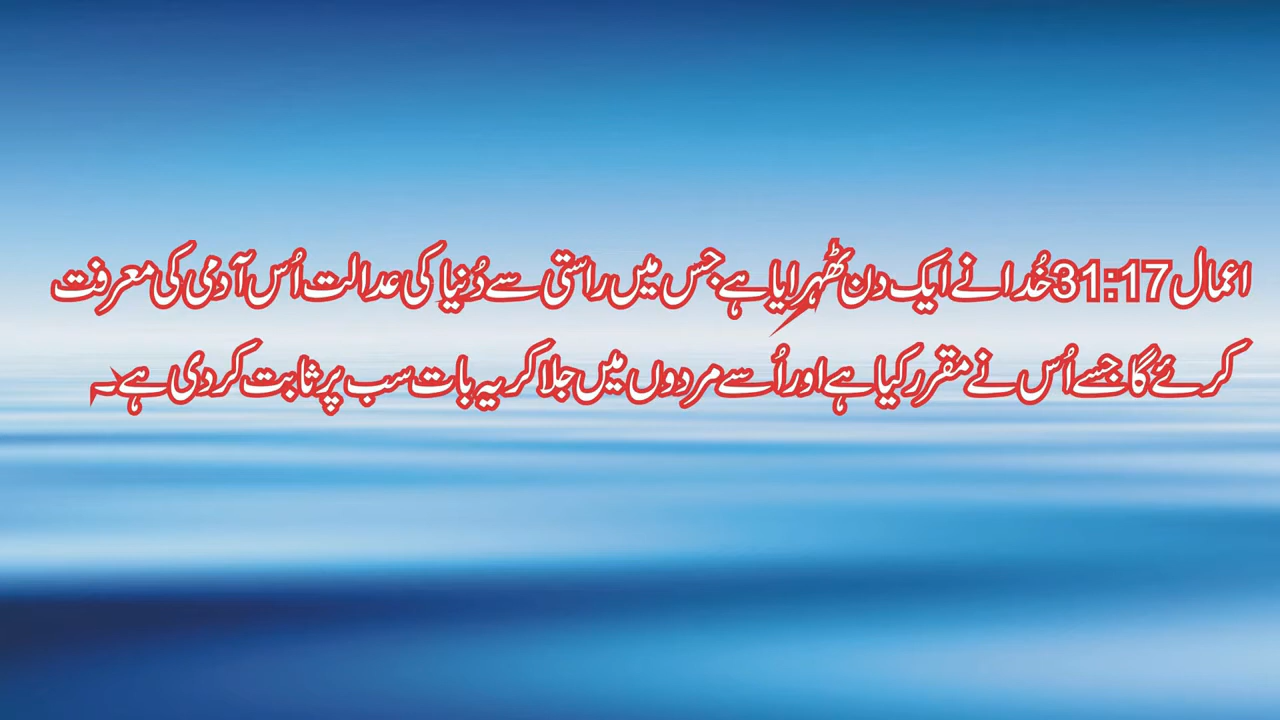 اعمال 31:17 خُدا نے ایک دن ٹھہرایا ہے جس میں راستی سے دُنیا کی عدالت اُس آدمی کی معرفت
کرئے گا جسے اُس نے مقرر کیا ہے اور اُسے مردوں میں جلا کر یہ بات سب پر ثابت کر دی ہے۔